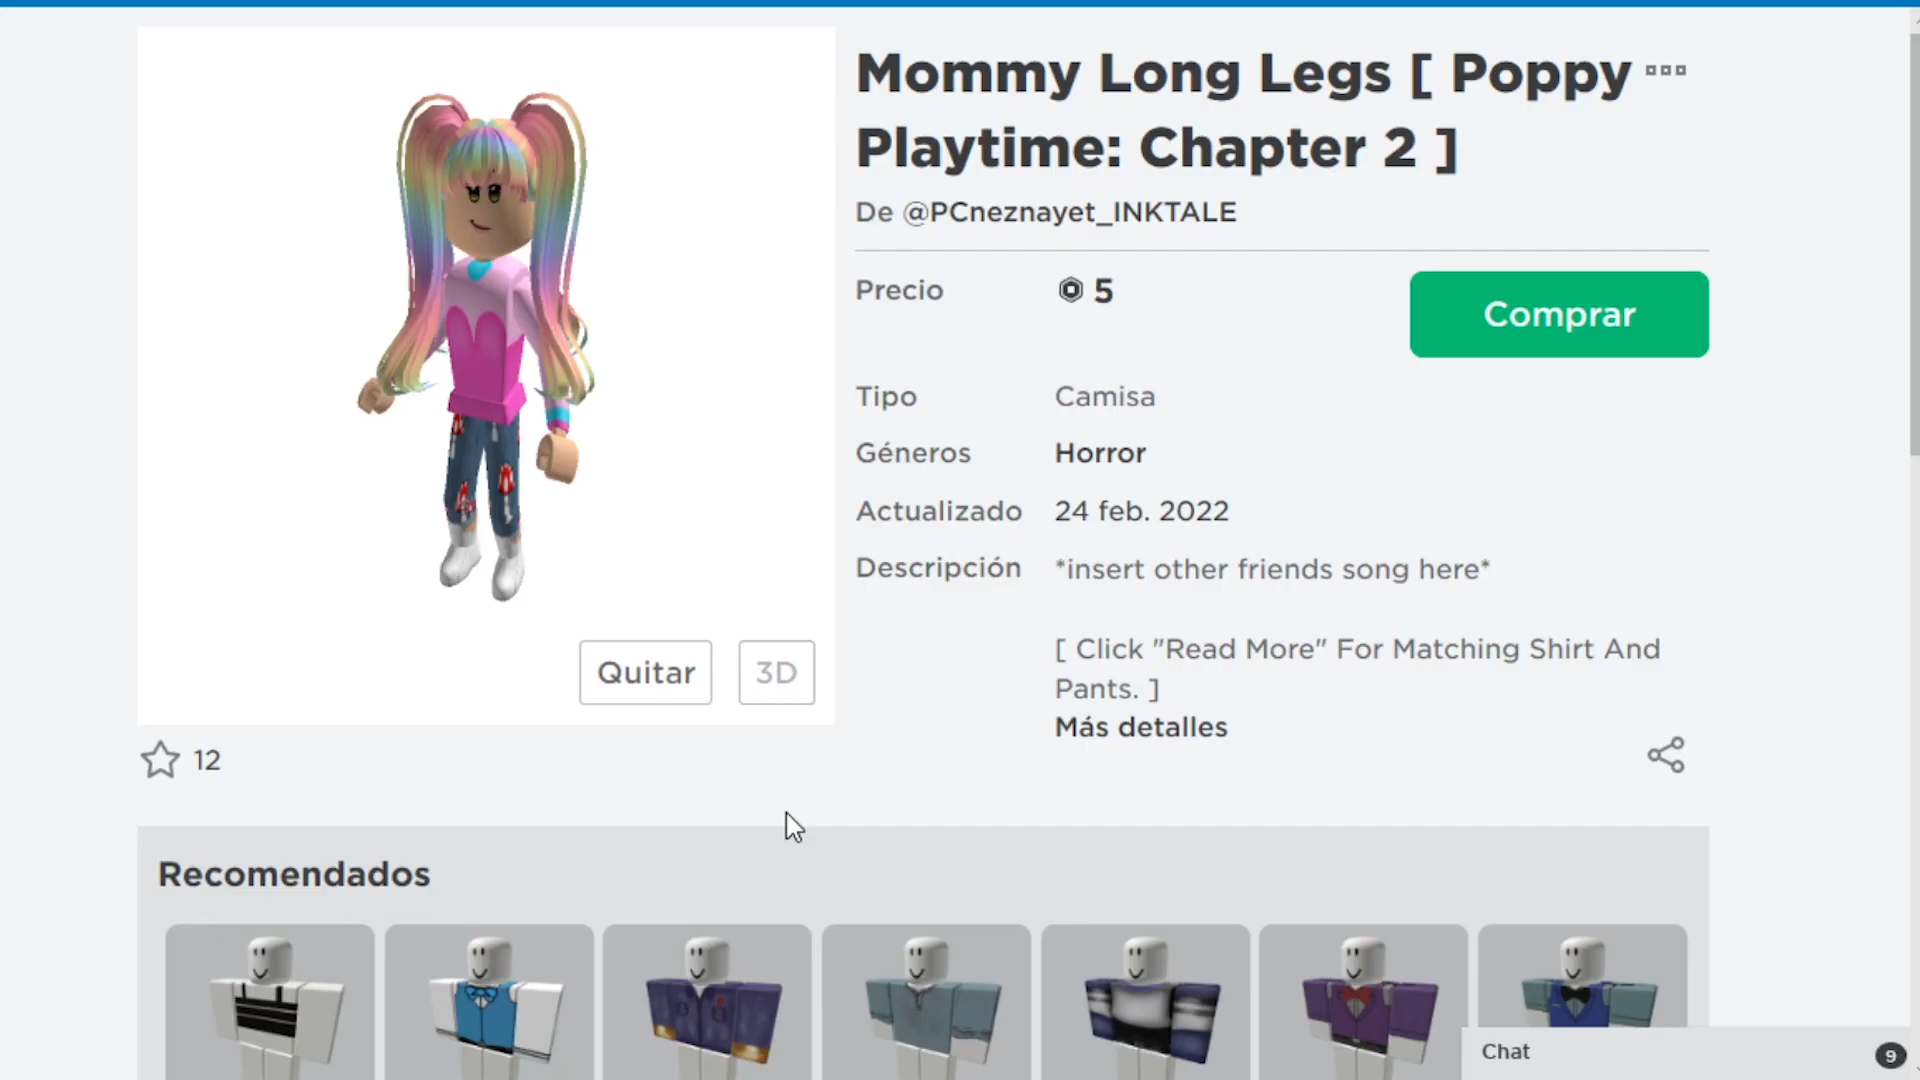 Mommy Long Legs [ Poppy
Playtime: Chapter 2 ]
De @PCneznayet_INKTALE
Precio 5
Comprar
Tipo Camisa
Géneros Horror
Actualizado 24 feb. 2022
Descripción *insert other friends song here*
[ Click "Read More" For Matching Shirt And
Pants. ]
Más detalles
Quitar 3D
12
Recomendados
Chat 9